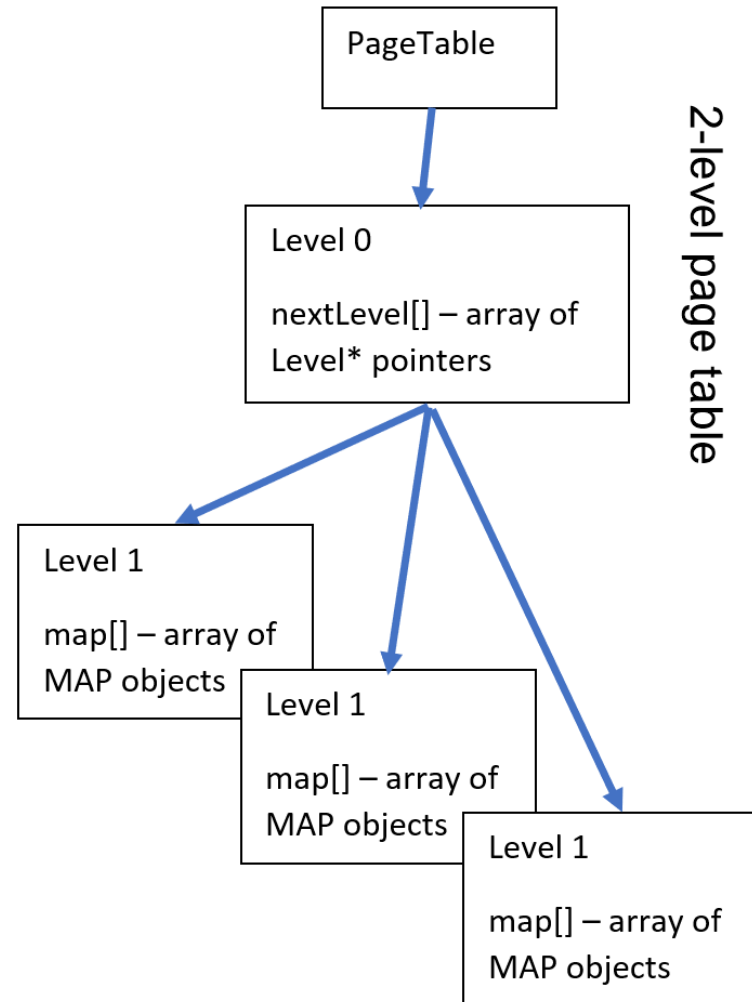 PageTable
2-level page table
Level 0
nextLevel[] – array of
Level* pointers
Level 1
map[] – array of
MAP objects
Level 1
map[] – array of
MAP objects
Level 1
map[] – array of
MAP objects